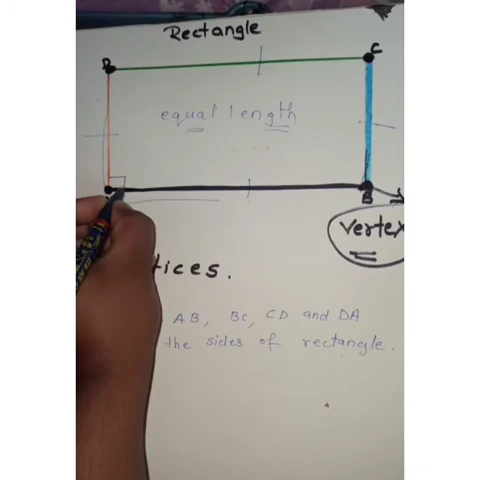 Rectangle
D
C
equal length
B
vertex
tices.
AB, BC, CD and DA
the sides of rectangle.